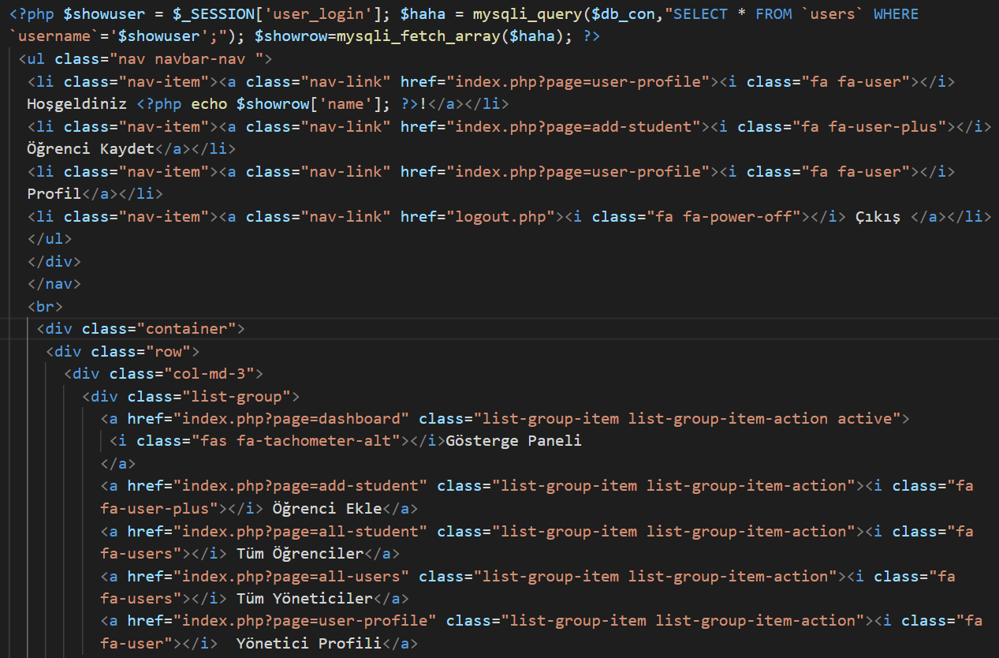 <?php $showuser = $_SESSION['user_login']; $haha = mysqli_query($db_con,"SELECT * FROM `users` WHERE
`username`='$showuser';"); $showrow=mysqli_fetch_array($haha); ?>
<ul class="nav navbar-nav ">
<li class="nav-item"><a class="nav-link" href="index.php?page=user-profile"><i class="fa fa-user"></i>
Hoşgeldiniz <?php echo $showrow['name']; ?>!</a></li>
<li class="nav-item"><a class="nav-link" href="index.php?page=add-student"><i class="fa fa-user-plus"></i>
Öğrenci Kaydet</a></li>
<li class="nav-item"><a class="nav-link" href="index.php?page=user-profile"><i class="fa fa-user"></i>
Profil</a></li>
<li class="nav-item"><a class="nav-link" href="logout.php"><i class="fa fa-power-off"></i> Çıkış </a></li>
</ul>
</div>
</nav>
<br>
<div class="container">
<div class="row">
<div class="col-md-3">
<div class="list-group">
<a href="index.php?page=dashboard" class="list-group-item list-group-item-action active">
<i class="fas fa-tachometer-alt"></i>Gösterge Paneli
</a>
<a href="index.php?page=add-student" class="list-group-item list-group-item-action"><i class="fa
fa-user-plus"></i> Öğrenci Ekle</a>
<a href="index.php?page=all-student" class="list-group-item list-group-item-action"><i class="fa
fa-users"></i> Tüm Öğrenciler</a>
<a href="index.php?page=all-users" class="list-group-item list-group-item-action"><i class="fa
fa-users"></i> Tüm Yöneticiler</a>
<a href="index.php?page=user-profile" class="list-group-item list-group-item-action"><i class="fa
fa-user"></i>  Yönetici Profili</a>